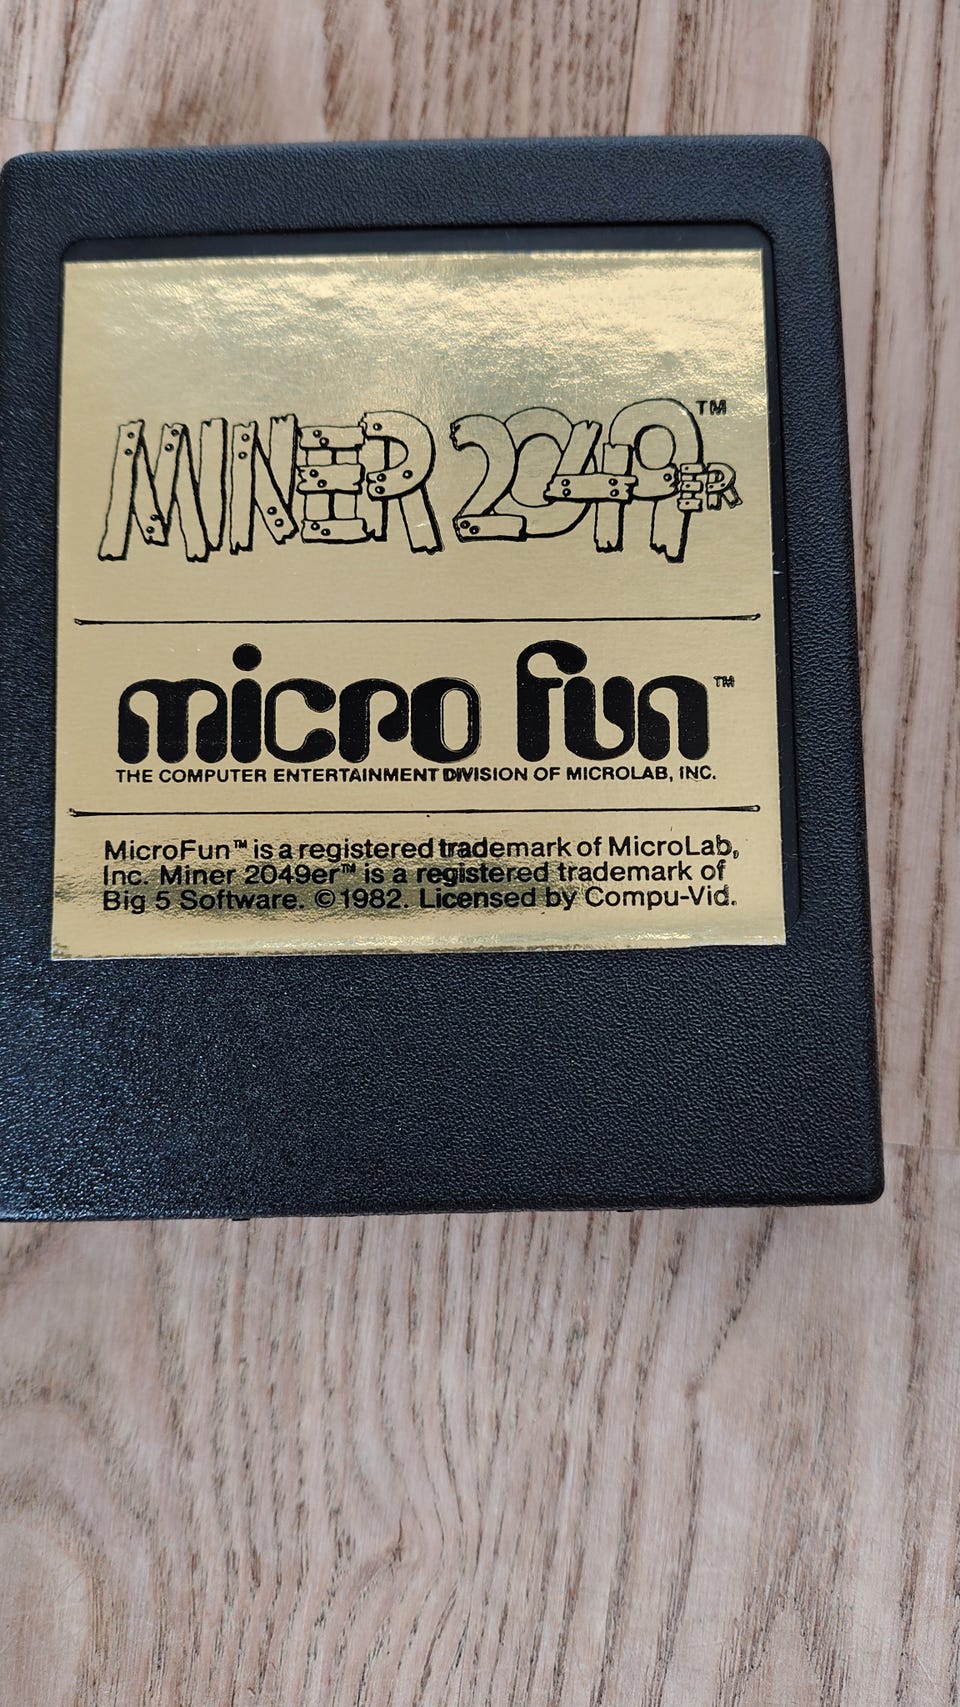 MINER 2049ER™
micro fun™
THE COMPUTER ENTERTAINMENT DIVISION OF MICROLAB, INC.
MicroFun™ is a registered trademark of MicroLab,
Inc. Miner 2049er™ is a registered trademark of
Big 5 Software. ©1982. Licensed by Compu-Vid.